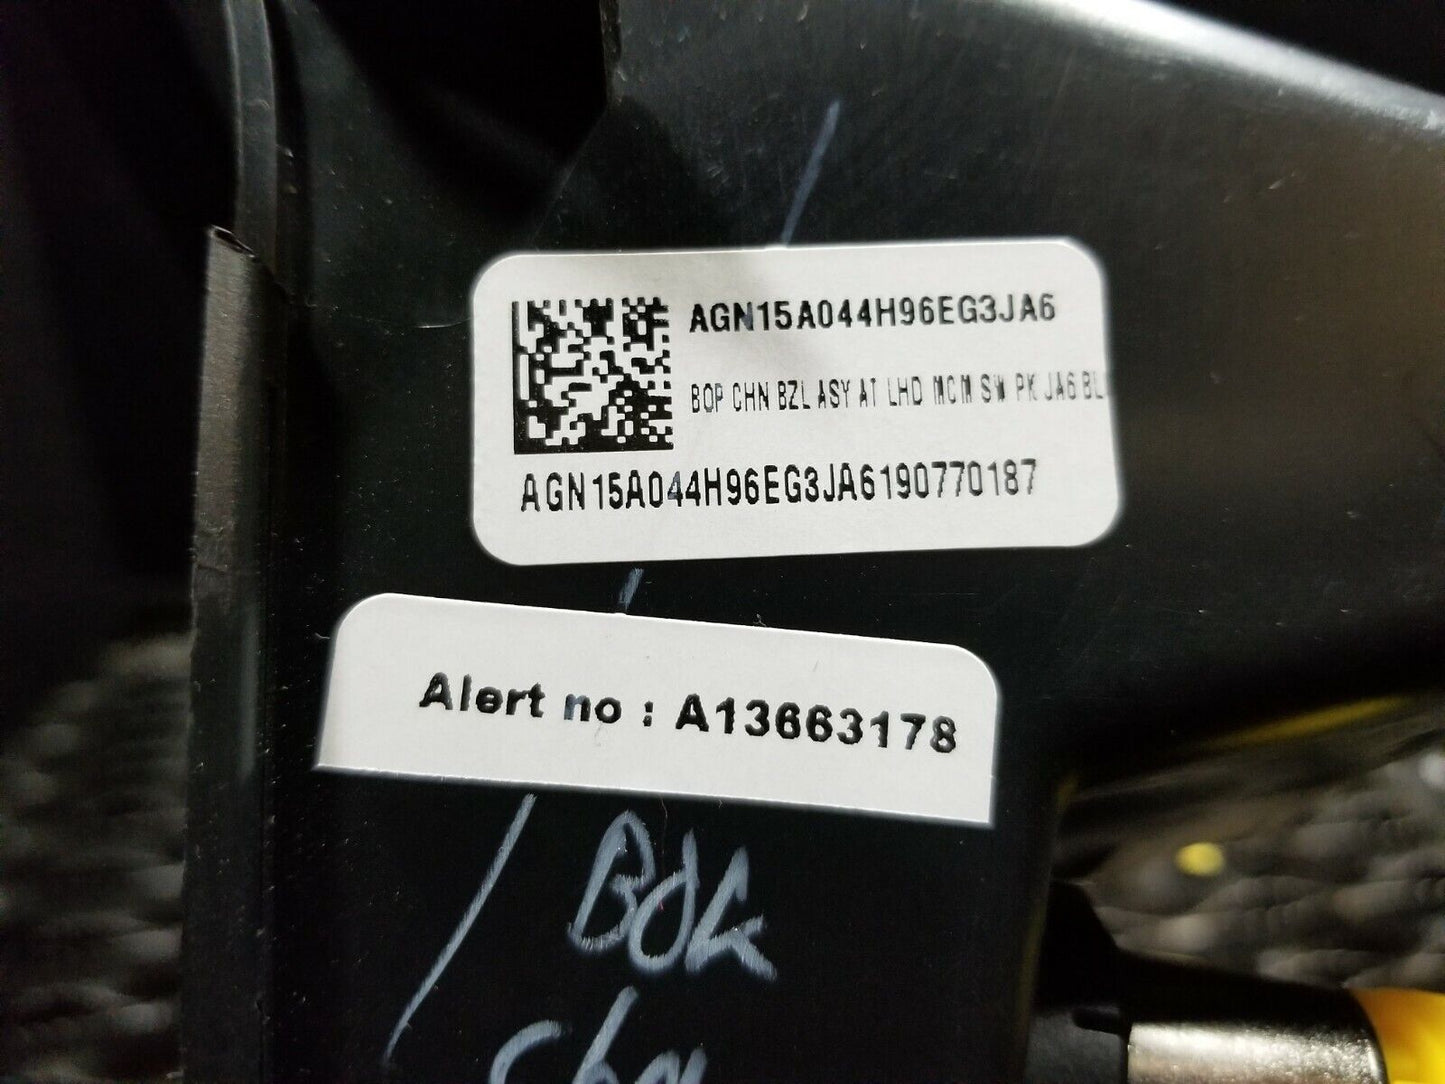 AGN15A044H96EG3JA6
BOP CHN BZL ASY AT LHD MCM SW PK JA6 BL
AGN15A044H96EG3JA6190770187
Alert no : A13663178